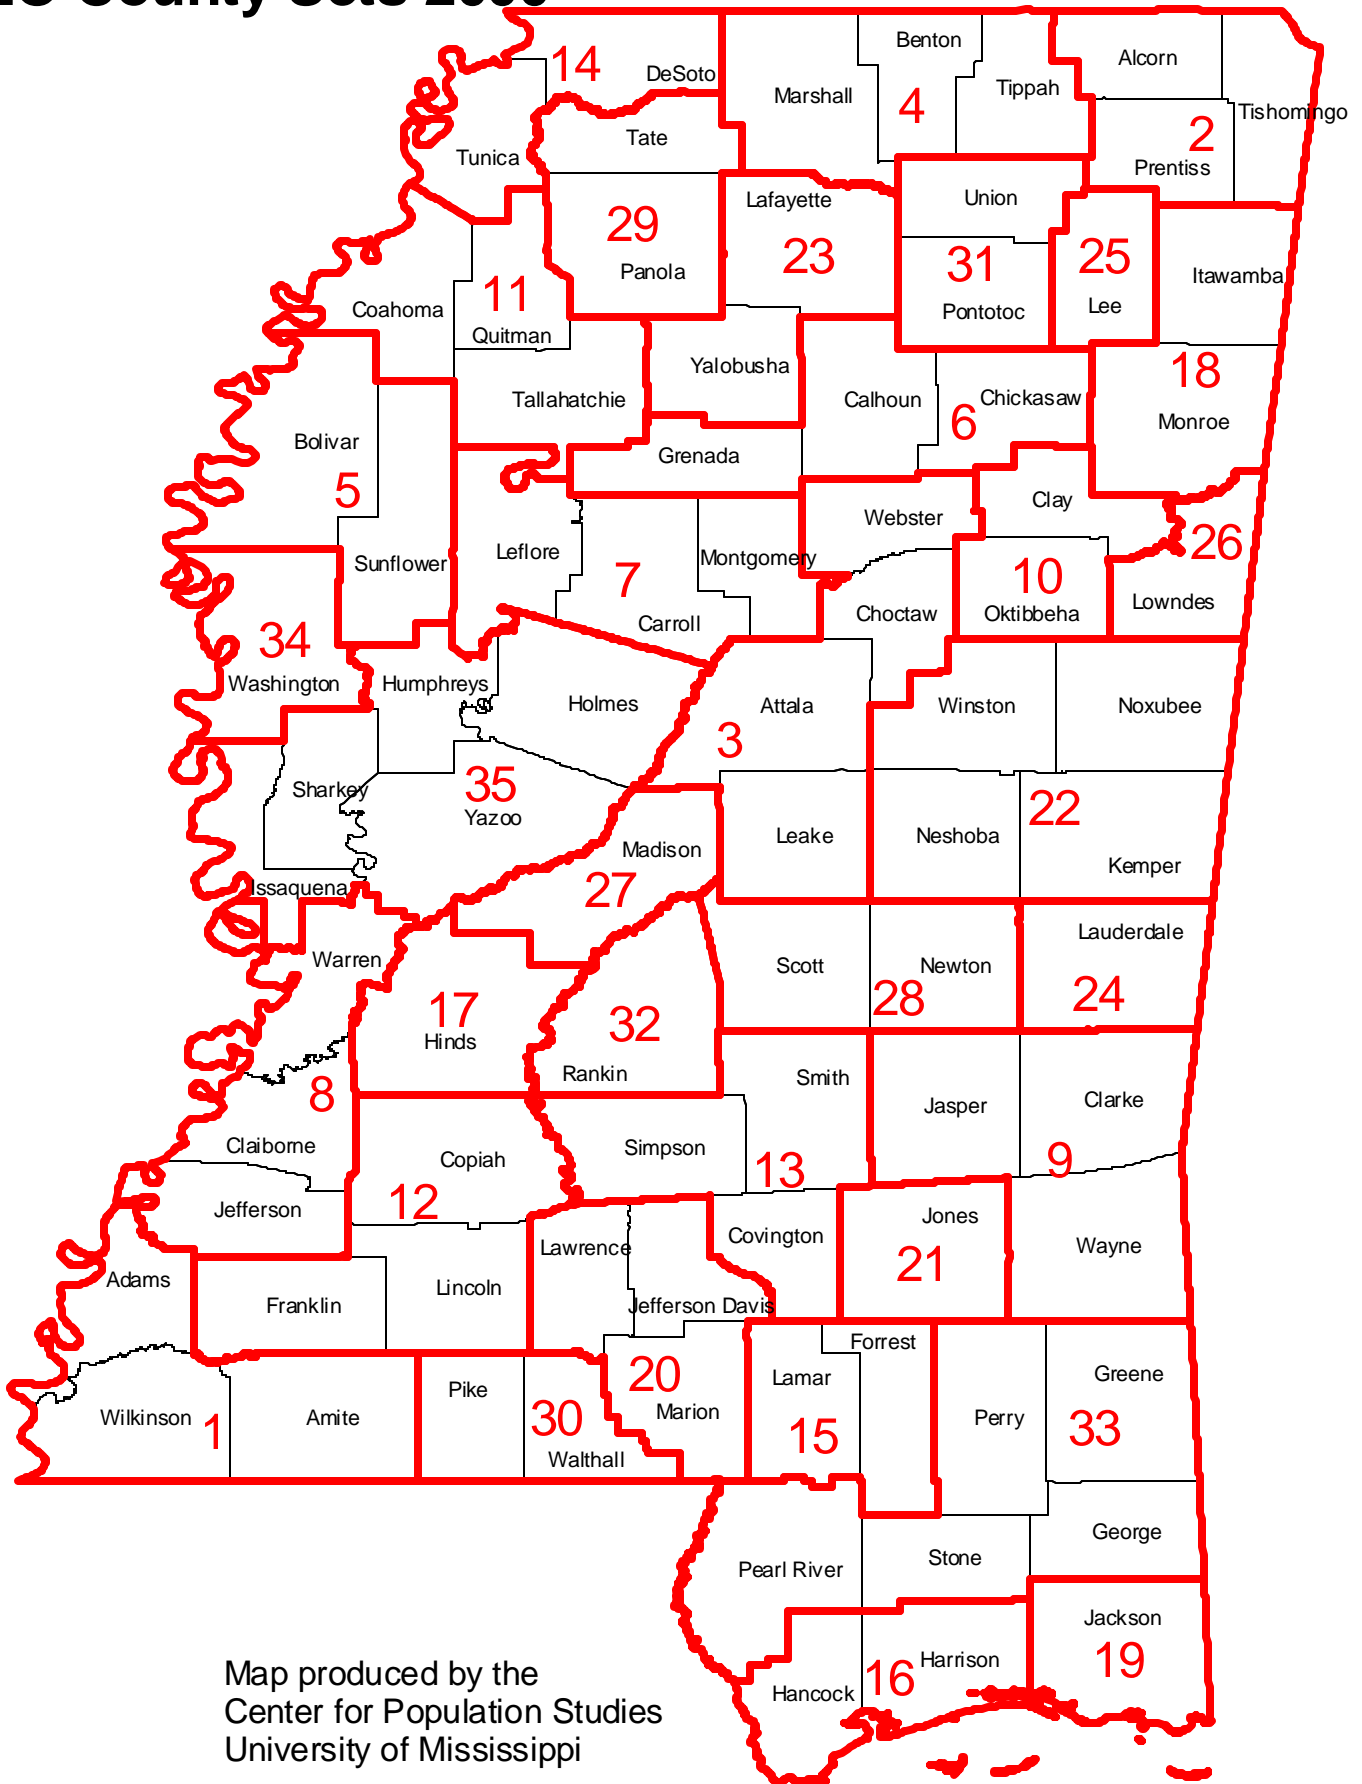 County Sets 2000
14
DeSoto
Benton
Alcorn
Marshall
4
Tippah
Tishomingo
2
Tate
Tunica
Prentiss
Lafayette
Union
29
23
31
25
Panola
Itawamba
11
Coahoma
Pontotoc
Lee
Quitman
Yalobusha
18
Tallahatchie
Calhoun
Chickasaw
6
Monroe
Bolivar
Grenada
5
Clay
Webster
26
Leflore
Montgomery
Sunflower
7
10
Lowndes
Carroll
Choctaw
Oktibbeha
34
Washington
Humphreys
Holmes
Attala
Winston
Noxubee
3
Sharkey
35
Yazoo
22
Leake
Neshoba
Madison
Kemper
Issaquena
27
Lauderdale
Warren
Scott
Newton
28
24
17
Hinds
32
Rankin
Smith
8
Jasper
Clarke
Claiborne
Copiah
Simpson
13
9
12
Jefferson
Jones
Lawrence
Covington
21
Wayne
Adams
Lincoln
Franklin
Jefferson Davis
Forrest
20
Lamar
Greene
Pike
Wilkinson
1
Amite
30
Marion
15
Perry
33
Walthall
George
Stone
Pearl River
Jackson
19
Harrison
16
Hancock
Map produced by the
Center for Population Studies
University of Mississippi